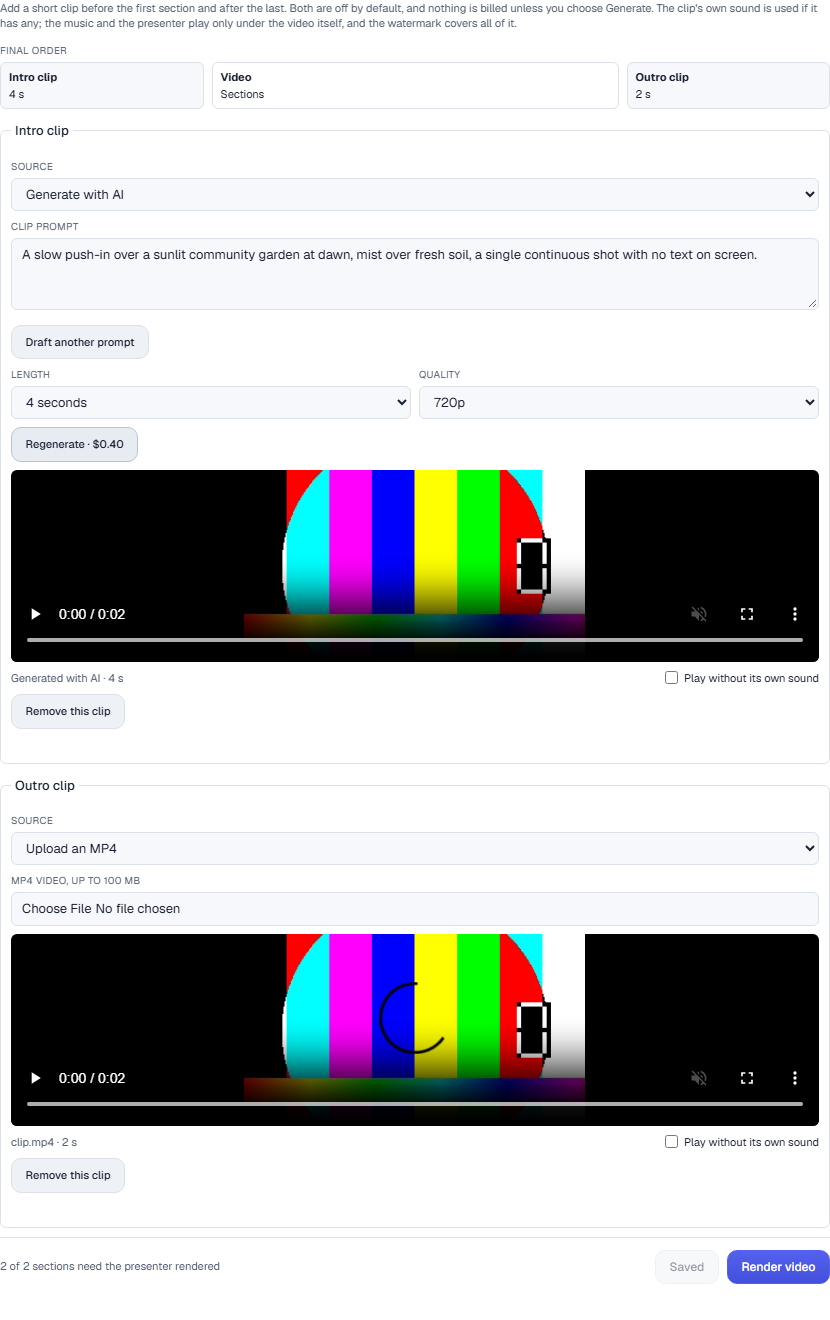 Add a short clip before the first section and after the last. Both are off by default, and nothing is billed unless you choose Generate. The clip's own sound is used if it
has any; the music and the presenter play only under the video itself, and the watermark covers all of it.
FINAL ORDER
Intro clip
4 s
Video
Sections
Outro clip
2 s
Intro clip
SOURCE
Generate with AI
CLIP PROMPT
A slow push-in over a sunlit community garden at dawn, mist over fresh soil, a single continuous shot with no text on screen.
Draft another prompt
LENGTH
QUALITY
4 seconds
720p
Regenerate · $0.40
0:00 / 0:02
Generated with AI · 4 s
Play without its own sound
Remove this clip
Outro clip
SOURCE
Upload an MP4
MP4 VIDEO, UP TO 100 MB
Choose File No file chosen
0:00 / 0:02
clip.mp4 · 2 s
Play without its own sound
Remove this clip
2 of 2 sections need the presenter rendered
Saved
Render video